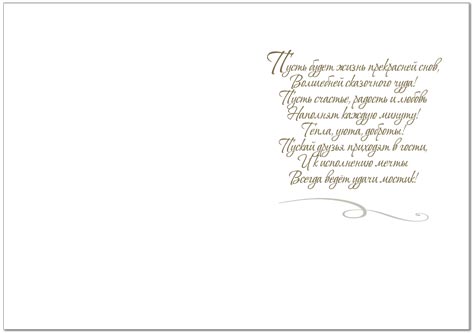 Пусть будет жизнь прекрасней снов,
Волшебней сказочного чуда!
Пусть счастье, радость и любовь
Наполнят каждую минуту!
Тепла, уюта, доброты!
Пускай друзья приходят в гости,
И к исполнению мечты
Всегда ведёт удачи мостик!